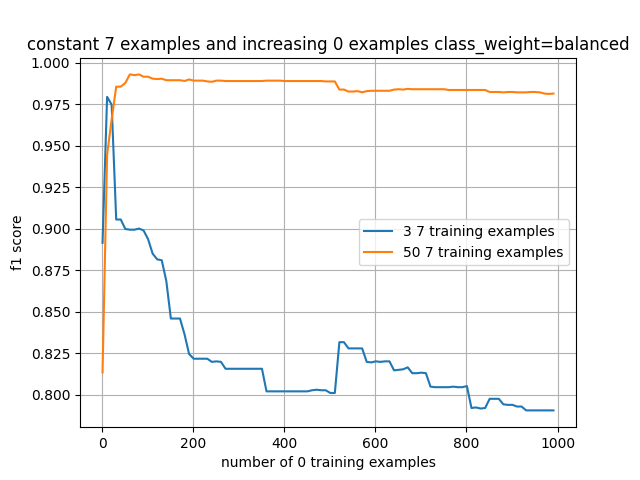 constant 7 examples and increasing 0 examples class_weight=balanced
1.000
0.975
0.950
0.925
0.900
0.875
0.850
0.825
0.800
f1 score
3 7 training examples
50 7 training examples
0 200 400 600 800 1000
number of 0 training examples